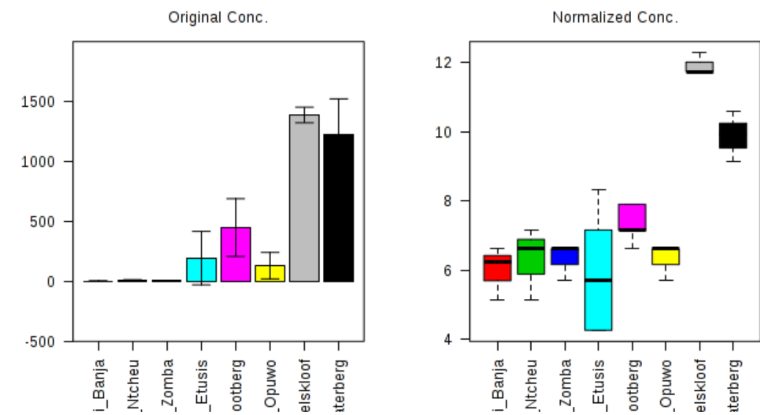 Original Conc.
Normalized Conc.
1500
1000
500
0
-500
i_Banja
_Ntcheu
_Zomba
_Etusis
ootberg
_Opuwo
elskloof
aterberg
12
10
8
6
4
i_Banja
_Ntcheu
_Zomba
_Etusis
ootberg
_Opuwo
elskloof
aterberg